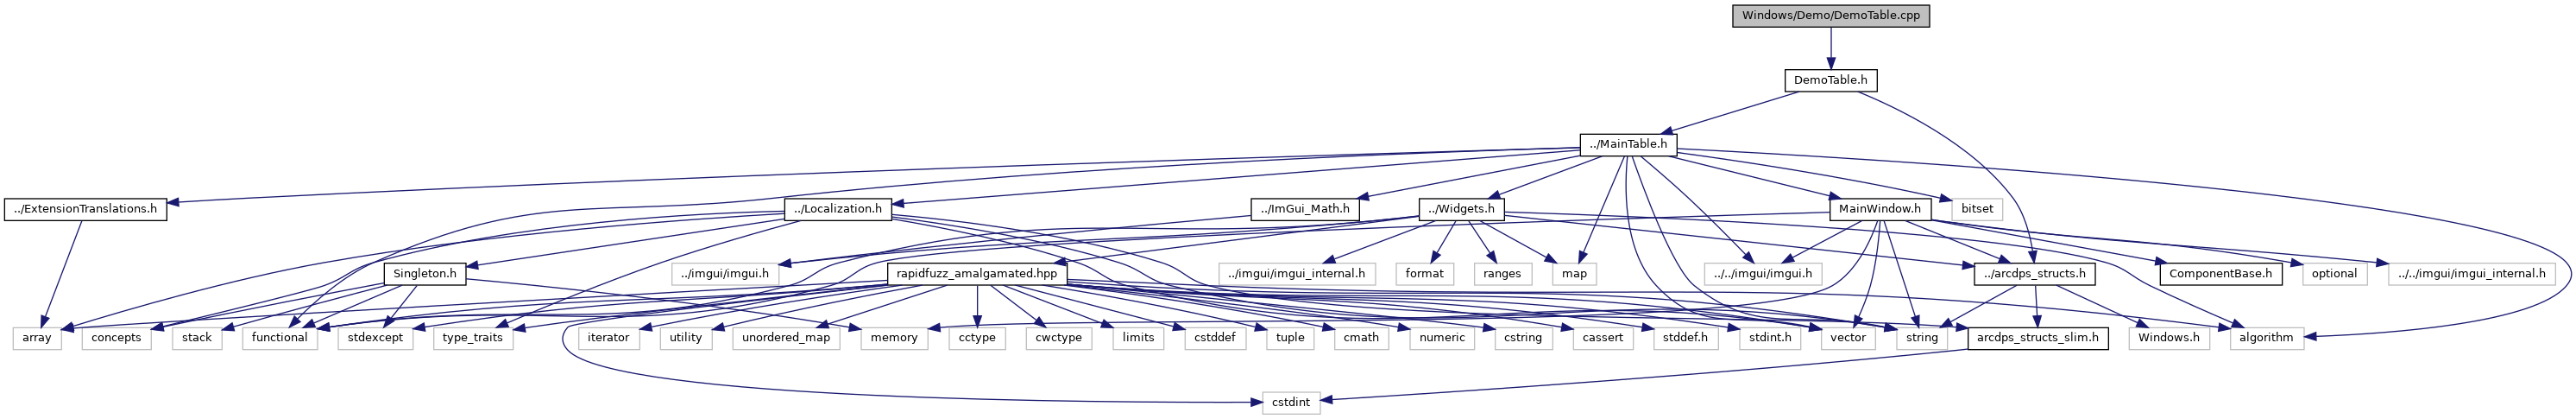 Windows/Demo/DemoTable.cpp
DemoTable.h
../MainTable.h
../ExtensionTranslations.h
../Localization.h
../ImGui_Math.h
../Widgets.h
MainWindow.h
bitset
Singleton.h
../imgui/imgui.h
rapidfuzz_amalgamated.hpp
../imgui/imgui_internal.h
format
ranges
map
../../imgui/imgui.h
../arcdps_structs.h
ComponentBase.h
optional
../../imgui/imgui_internal.h
array
concepts
stack
functional
stdexcept
type_traits
iterator
utility
unordered_map
memory
cctype
cwctype
limits
cstddef
tuple
cmath
numeric
cstring
cassert
stddef.h
stdint.h
vector
string
arcdps_structs_slim.h
Windows.h
algorithm
cstdint